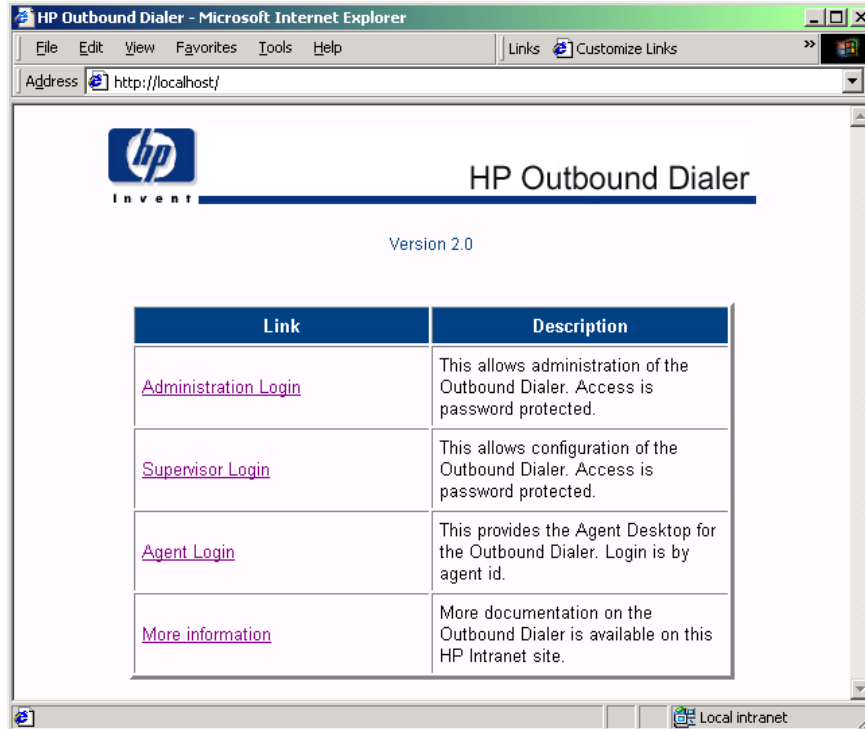 HP Outbound Dialer - Microsoft Internet Explorer
File Edit View Favorites Tools Help Links Customize Links »
Address http://localhost/
hp
invent
HP Outbound Dialer
Version 2.0
Link Description
Administration Login
This allows administration of the
Outbound Dialer. Access is
password protected.
Supervisor Login
This allows configuration of the
Outbound Dialer. Access is
password protected.
Agent Login
This provides the Agent Desktop for
the Outbound Dialer. Login is by
agent id.
More information
More documentation on the
Outbound Dialer is available on this
HP Intranet site.
Local intranet